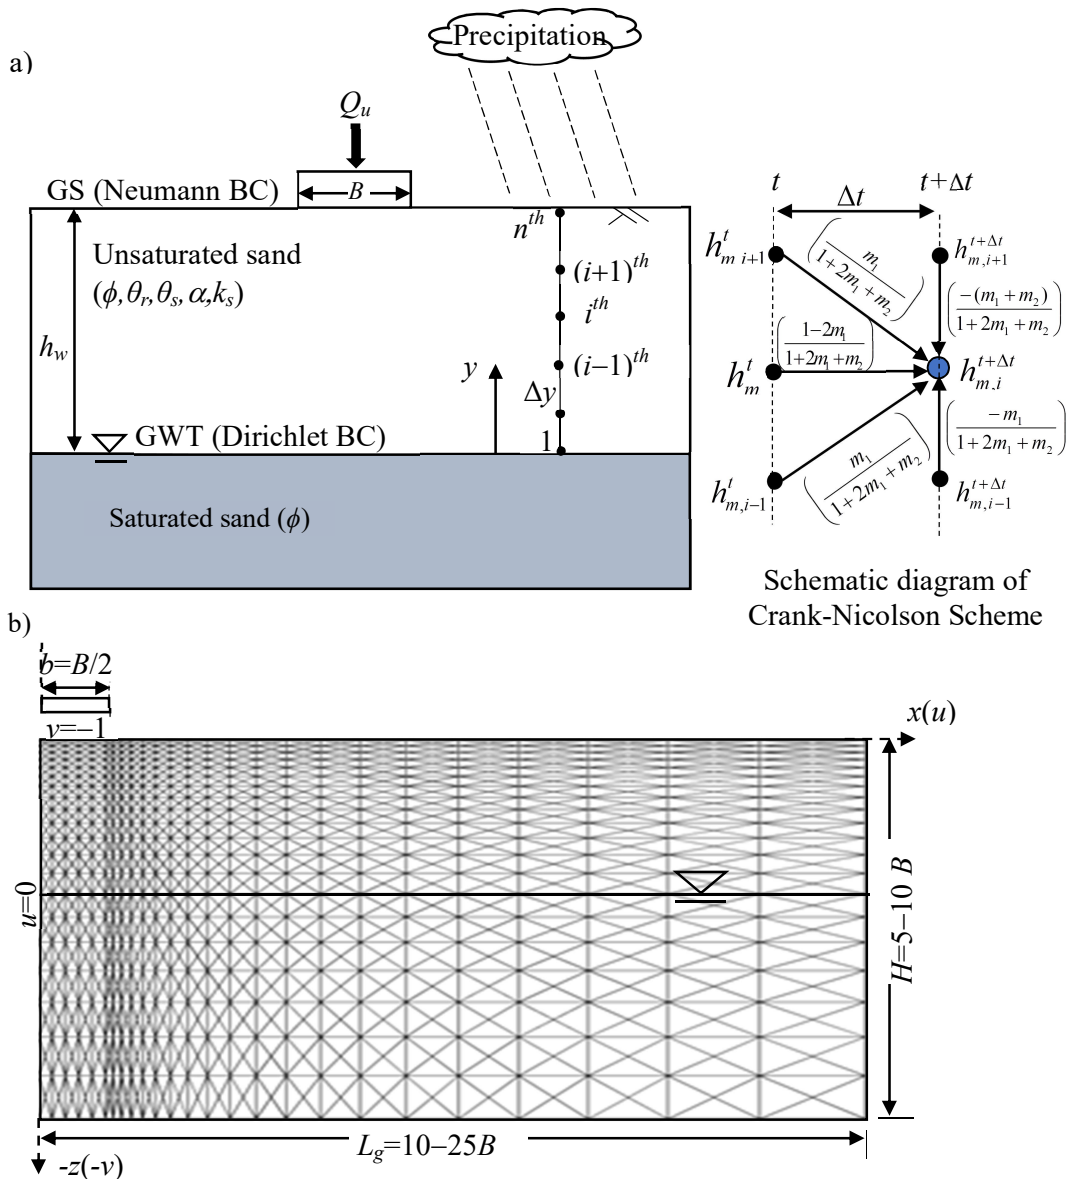 Precipitation
a)
Q_u
GS (Neumann BC)
B
n^{th}
Unsaturated sand
(ϕ,θ_r,θ_s,α,k_s)
(i+1)^{th}
i^{th}
h_w
(i−1)^{th}
y
Δy
GWT (Dirichlet BC)
1
Saturated sand (ϕ)
t
t+Δt
Δt
h^t_{m i+1}
(m_1/(1+2m_1+m_2))
h^{t+Δt}_{m,i+1}
(−(m_1+m_2)/(1+2m_1+m_2))
((1−2m_1)/(1+2m_1+m_2))
h^t_m
h^{t+Δt}_{m,i}
(−m_1/(1+2m_1+m_2))
(m_1/(1+2m_1+m_2))
h^t_{m,i−1}
h^{t+Δt}_{m,i−1}
Schematic diagram of
Crank-Nicolson Scheme
b)
b=B/2
v=−1
x(u)
u=0
H=5−10 B
L_g=10−25B
-z(-v)